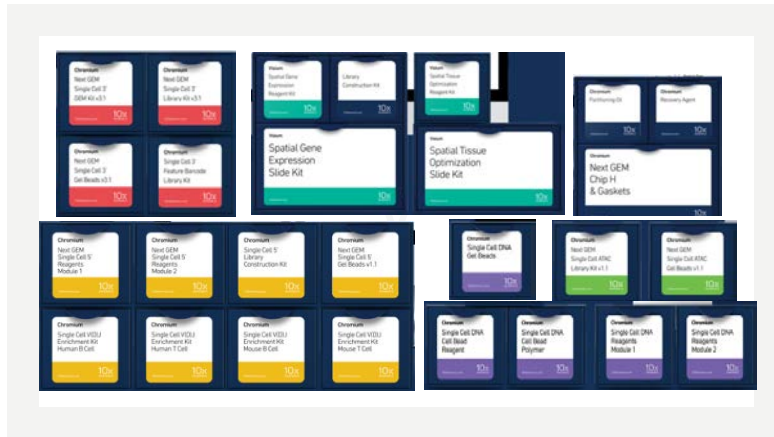 Chromium
Next GEM
Single Cell 3'
GEM Kit v3.1
10x
Chromium
Next GEM
Single Cell 3'
Library Kit v3.1
10x
Chromium
Next GEM
Single Cell 3'
Gel Beads v3.1
10x
Chromium
Single Cell 3'
Feature Barcode
Library Kit
10x
Visium
Spatial Gene
Expression
Reagent Kit
10x
Library
Construction Kit
10x
Visium
Spatial Tissue
Optimization
Reagent Kit
10x
Visium
Spatial Gene
Expression
Slide Kit
10x
Visium
Spatial Tissue
Optimization
Slide Kit
10x
Chromium
Partitioning Oil
10x
Chromium
Recovery Agent
10x
Chromium
Next GEM
Chip H
& Gaskets
10x
Chromium
Next GEM
Single Cell 5'
Reagents
Module 1
10x
Chromium
Next GEM
Single Cell 5'
Reagents
Module 2
10x
Chromium
Single Cell 5'
Library
Construction Kit
10x
Chromium
Next GEM
Single Cell 5'
Gel Beads v1.1
10x
Chromium
Single Cell V(D)J
Enrichment Kit
Human B Cell
10x
Chromium
Single Cell V(D)J
Enrichment Kit
Human T Cell
10x
Chromium
Single Cell V(D)J
Enrichment Kit
Mouse B Cell
10x
Chromium
Single Cell V(D)J
Enrichment Kit
Mouse T Cell
10x
Chromium
Single Cell DNA
Gel Beads
10x
Chromium
Next GEM
Single Cell ATAC
Library Kit v1.1
10x
Chromium
Next GEM
Single Cell ATAC
Gel Beads v1.1
10x
Chromium
Single Cell DNA
Cell Bead
Reagent
10x
Chromium
Single Cell DNA
Cell Bead
Polymer
10x
Chromium
Single Cell DNA
Reagents
Module 1
10x
Chromium
Single Cell DNA
Reagents
Module 2
10x